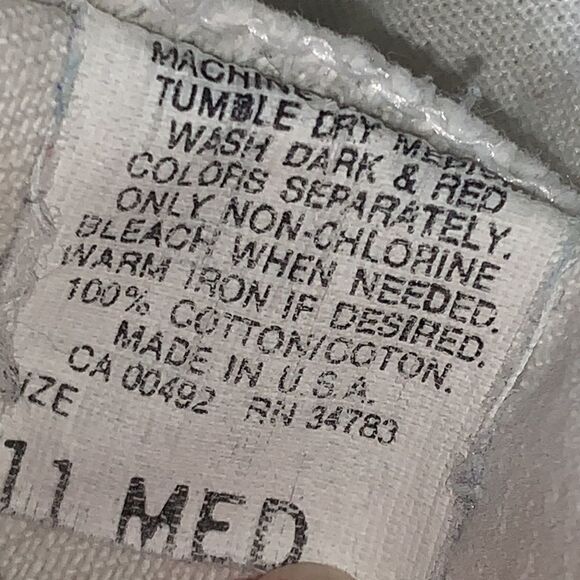 TUMBLE DRY
WASH DARK & RED
COLORS SEPARATELY.
ONLY NON-CHLORINE
BLEACH WHEN NEEDED.
WARM IRON IF DESIRED.
100% COTTON/COTON.
MADE IN U.S.A.
CA 00492 RN 34783
11 MED